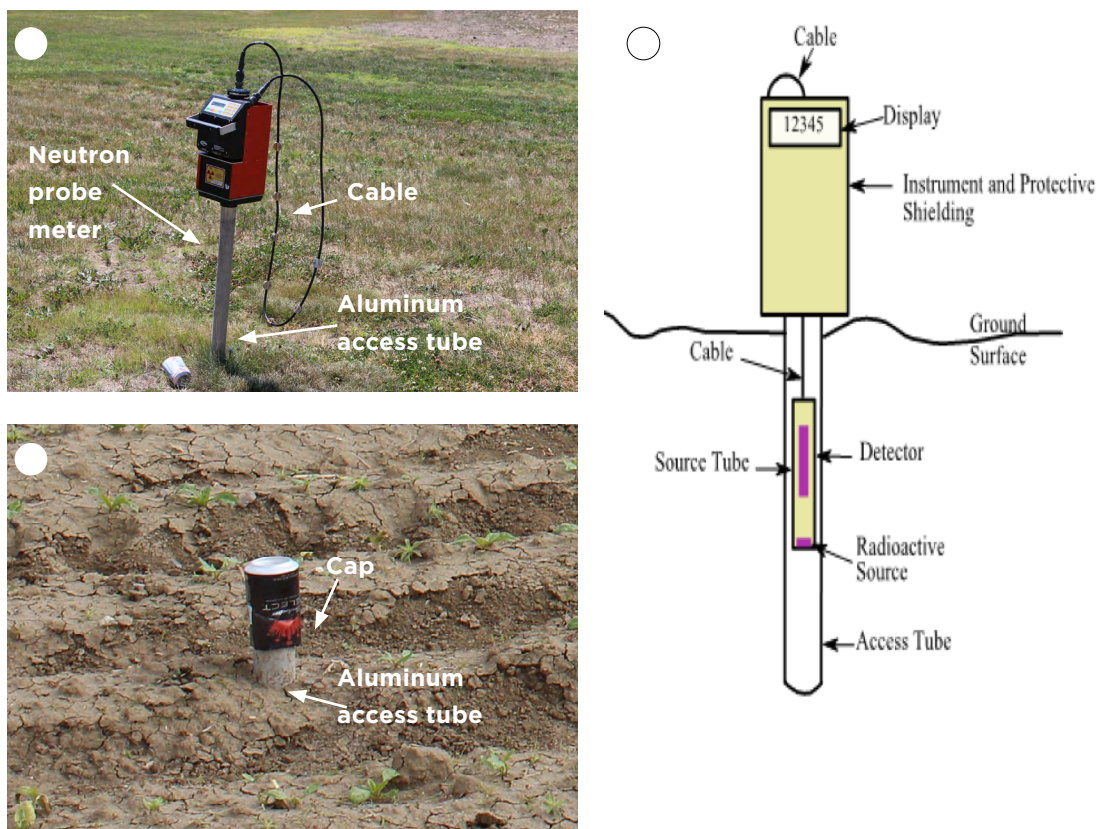 Neutron
probe
meter
Cable
Aluminum
access tube
Cap
Aluminum
access tube
Cable
12345
Display
Instrument and Protective
Shielding
Ground
Surface
Cable
Source Tube
Detector
Radioactive
Source
Access Tube